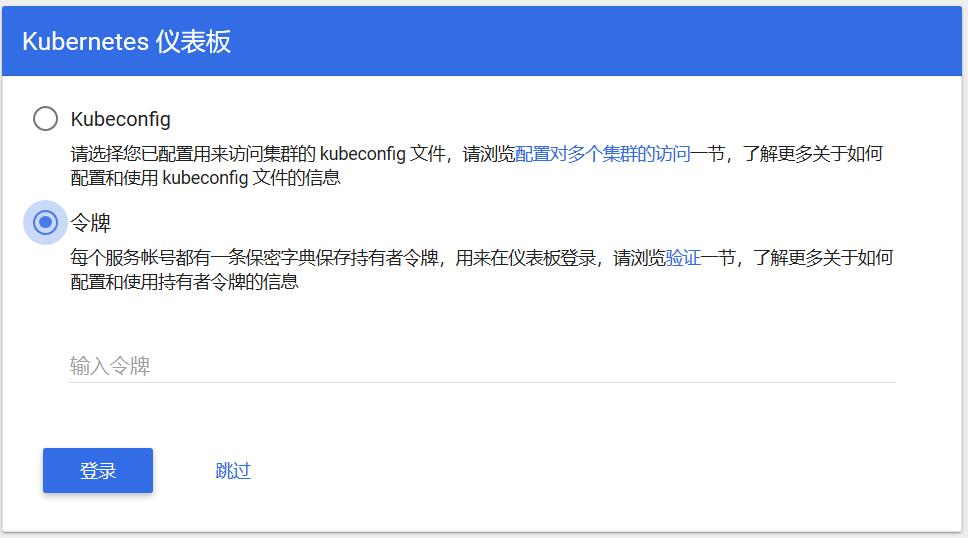 Kubernetes 仪表板
Kubeconfig
请选择您已配置用来访问集群的 kubeconfig 文件，请浏览配置对多个集群的访问一节，了解更多关于如何
配置和使用 kubeconfig 文件的信息
令牌
每个服务帐号都有一条保密字典保存持有者令牌，用来在仪表板登录，请浏览验证一节，了解更多关于如何
配置和使用持有者令牌的信息
输入令牌
登录 跳过